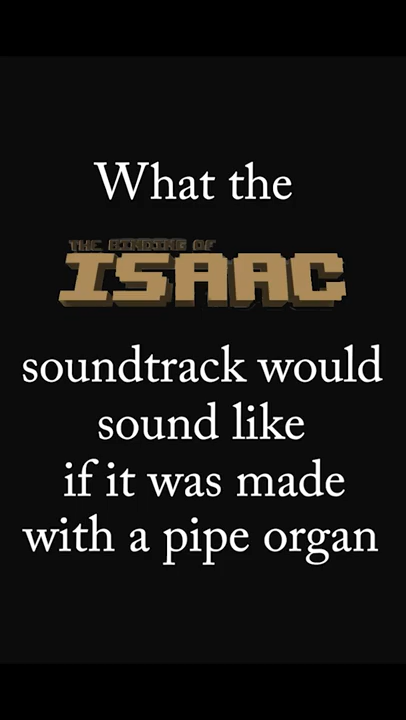 What the
THE BINDING OF
ISAAC
soundtrack would
sound like
if it was made
with a pipe organ